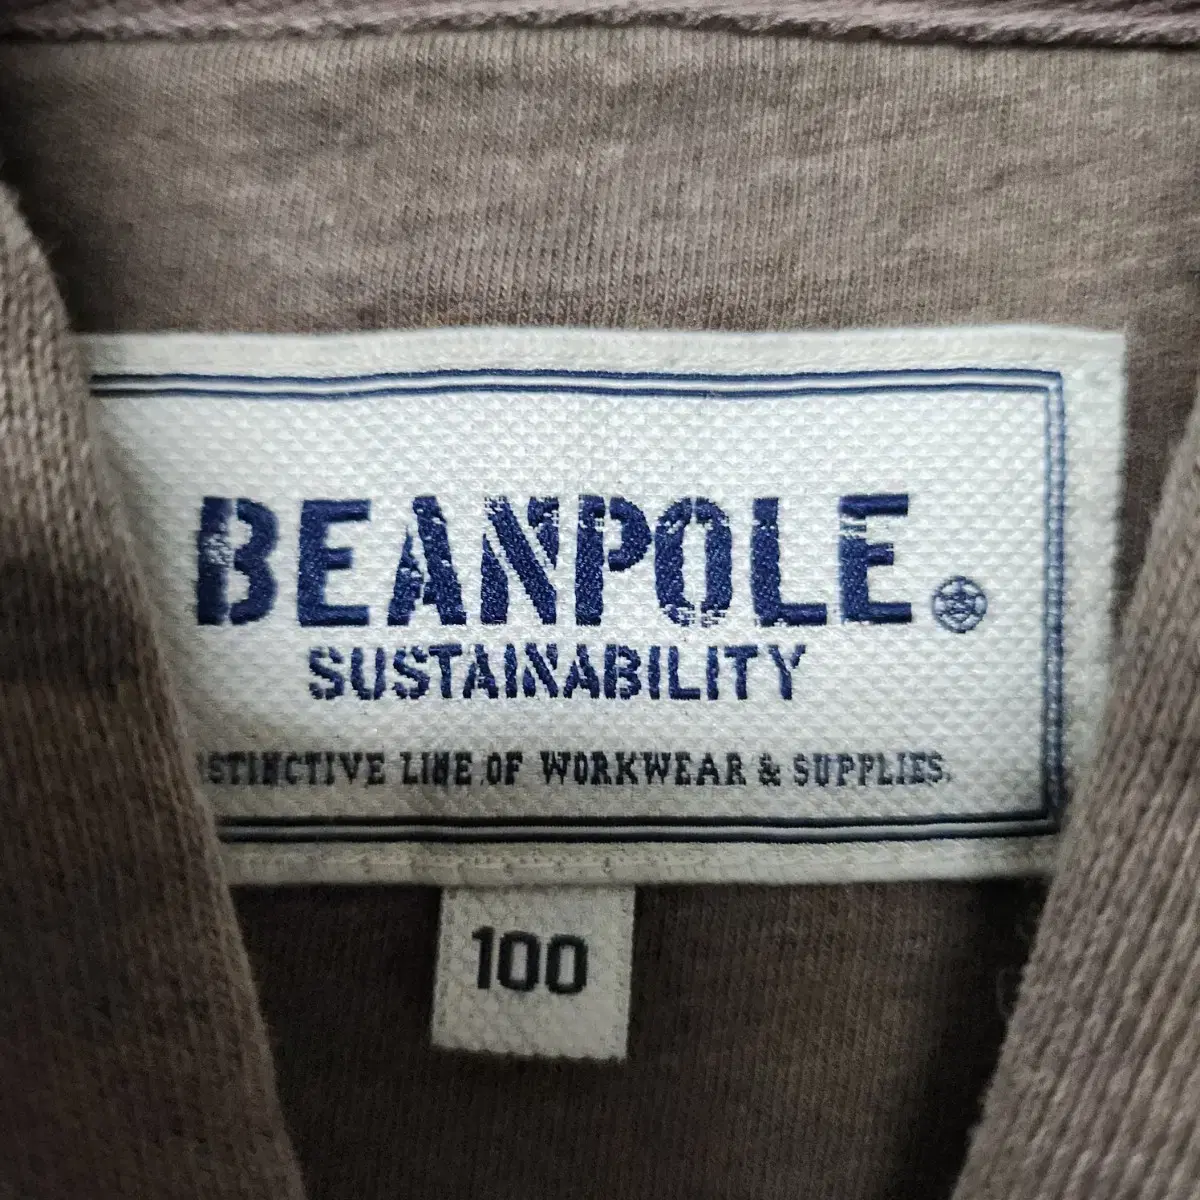 BEANPOLE
SUSTAINABILITY
STINCTIVE LINE OF WORKWEAR & SUPPLIES.
100